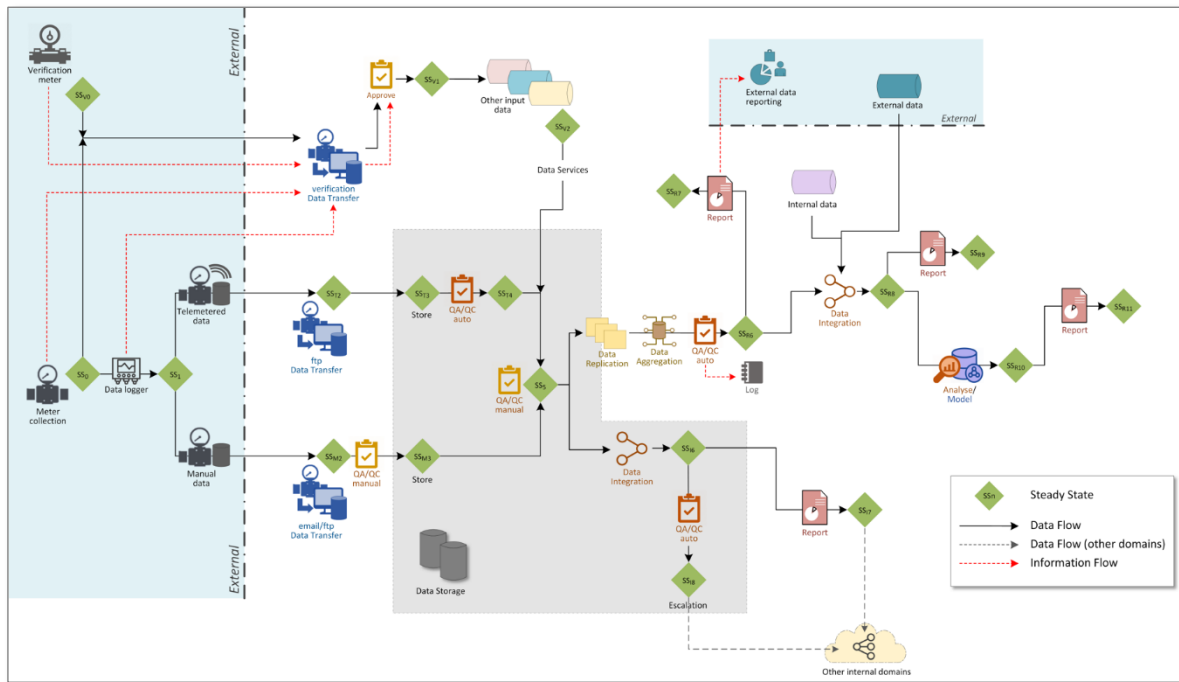 External
External
Verification
meter
SSV0
Approve
SSV1
Other input
data
SSV2
Data Services
verification
Data Transfer
External data
reporting
External data
External
SSR7
Report
Internal data
Report
SSR9
Telemetered
data
SST2
ftp
Data Transfer
SST3
Store
QA/QC
auto
SST4
Data
Replication
Data
Aggregation
QA/QC
auto
SSR6
Log
Data
Integration
SSR8
Report
SSR11
Meter
collection
SS0
Data logger
SS1
QA/QC
manual
SS5
Analyse/
Model
SSR10
Manual
data
SSM2
QA/QC
manual
email/ftp
Data Transfer
SSM3
Store
Data
Integration
SSI6
QA/QC
auto
Report
SSI7
Data Storage
SSI8
Escalation
Other internal domains
SSn
Steady State
Data Flow
Data Flow (other domains)
Information Flow